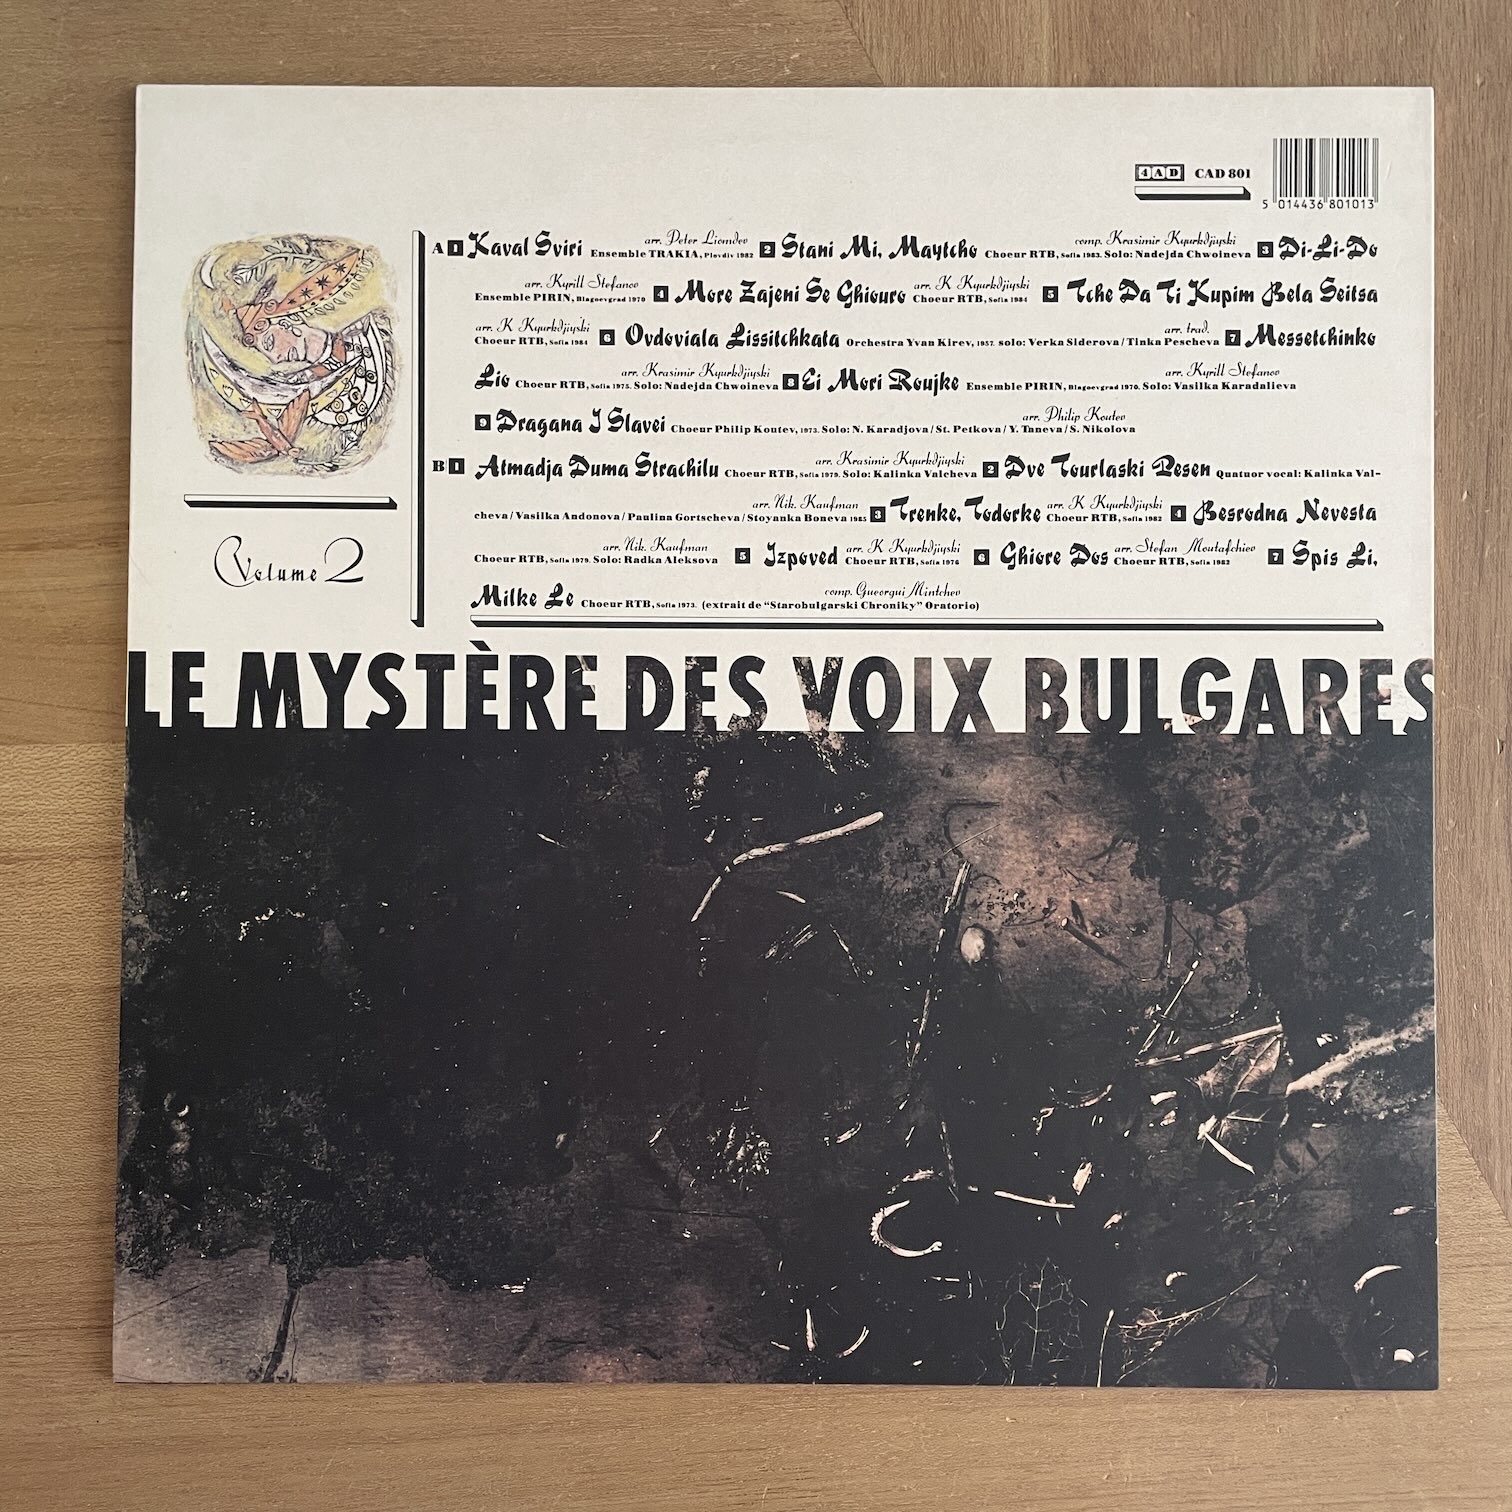 4AD CAD 801
5 014436 801013
A 1 Kaval Sviri arr. Peter Liomdev Ensemble TRAKIA, Plovdiv 1982 2 Stani Mi, Maytcho comp. Krasimir Kyurkdjiyski Choeur RTB, Sofia 1983. Solo: Nadejda Chwoineva 3 Di-Li-Do
arr. Kyrill Stefanov Ensemble PIRIN, Blagoevgrad 1979 4 More Zajeni Se Ghiouro arr. K Kyurkdjiyski Choeur RTB, Sofia 1984 5 Tche Da Ti Kupim Bela Seitsa
arr. K Kyurkdjiyski Choeur RTB, Sofia 1984 6 Ovdoviala Lissitchkata arr. trad. Orchestra Yvan Kirev, 1957. solo: Verka Siderova / Tinka Pescheva 7 Messetchinko
Lio arr. Krasimir Kyurkdjiyski Choeur RTB, Sofia 1975. Solo: Nadejda Chwoineva 8 Ei Mori Roujke arr. Kyrill Stefanov Ensemble PIRIN, Blagoevgrad 1970. Solo: Vasilka Karadalieva
9 Dragana I Slavei arr. Philip Koutev Choeur Philip Koutev, 1973. Solo: N. Karadjova / St. Petkova / Y. Taneva / S. Nikolova
B 1 Atmadja Duma Strachilu arr. Krasimir Kyurkdjiyski Choeur RTB, Sofia 1979. Solo: Kalinka Valcheva 2 Dve Tourlaski Pesen Quatuor vocal: Kalinka Val-
cheva / Vasilka Andonova / Paulina Gortscheva / Stoyanka Boneva 1985 arr. Nik. Kaufman 3 Trenke, Todorke arr. K Kyurkdjiyski Choeur RTB, Sofia 1982 4 Besrodna Nevesta
arr. Nik. Kaufman Choeur RTB, Sofia 1979. Solo: Radka Aleksova 5 Izpoved arr. K Kyurkdjiyski Choeur RTB, Sofia 1976 6 Ghiore Dos arr. Stefan Moutafchiev Choeur RTB, Sofia 1982 7 Spis Li,
Milke Le comp. Gueorgui Mintchev Choeur RTB, Sofia 1973. (extrait de "Starobulgarski Chroniky" Oratorio)
Volume 2
LE MYSTÈRE DES VOIX BULGARES